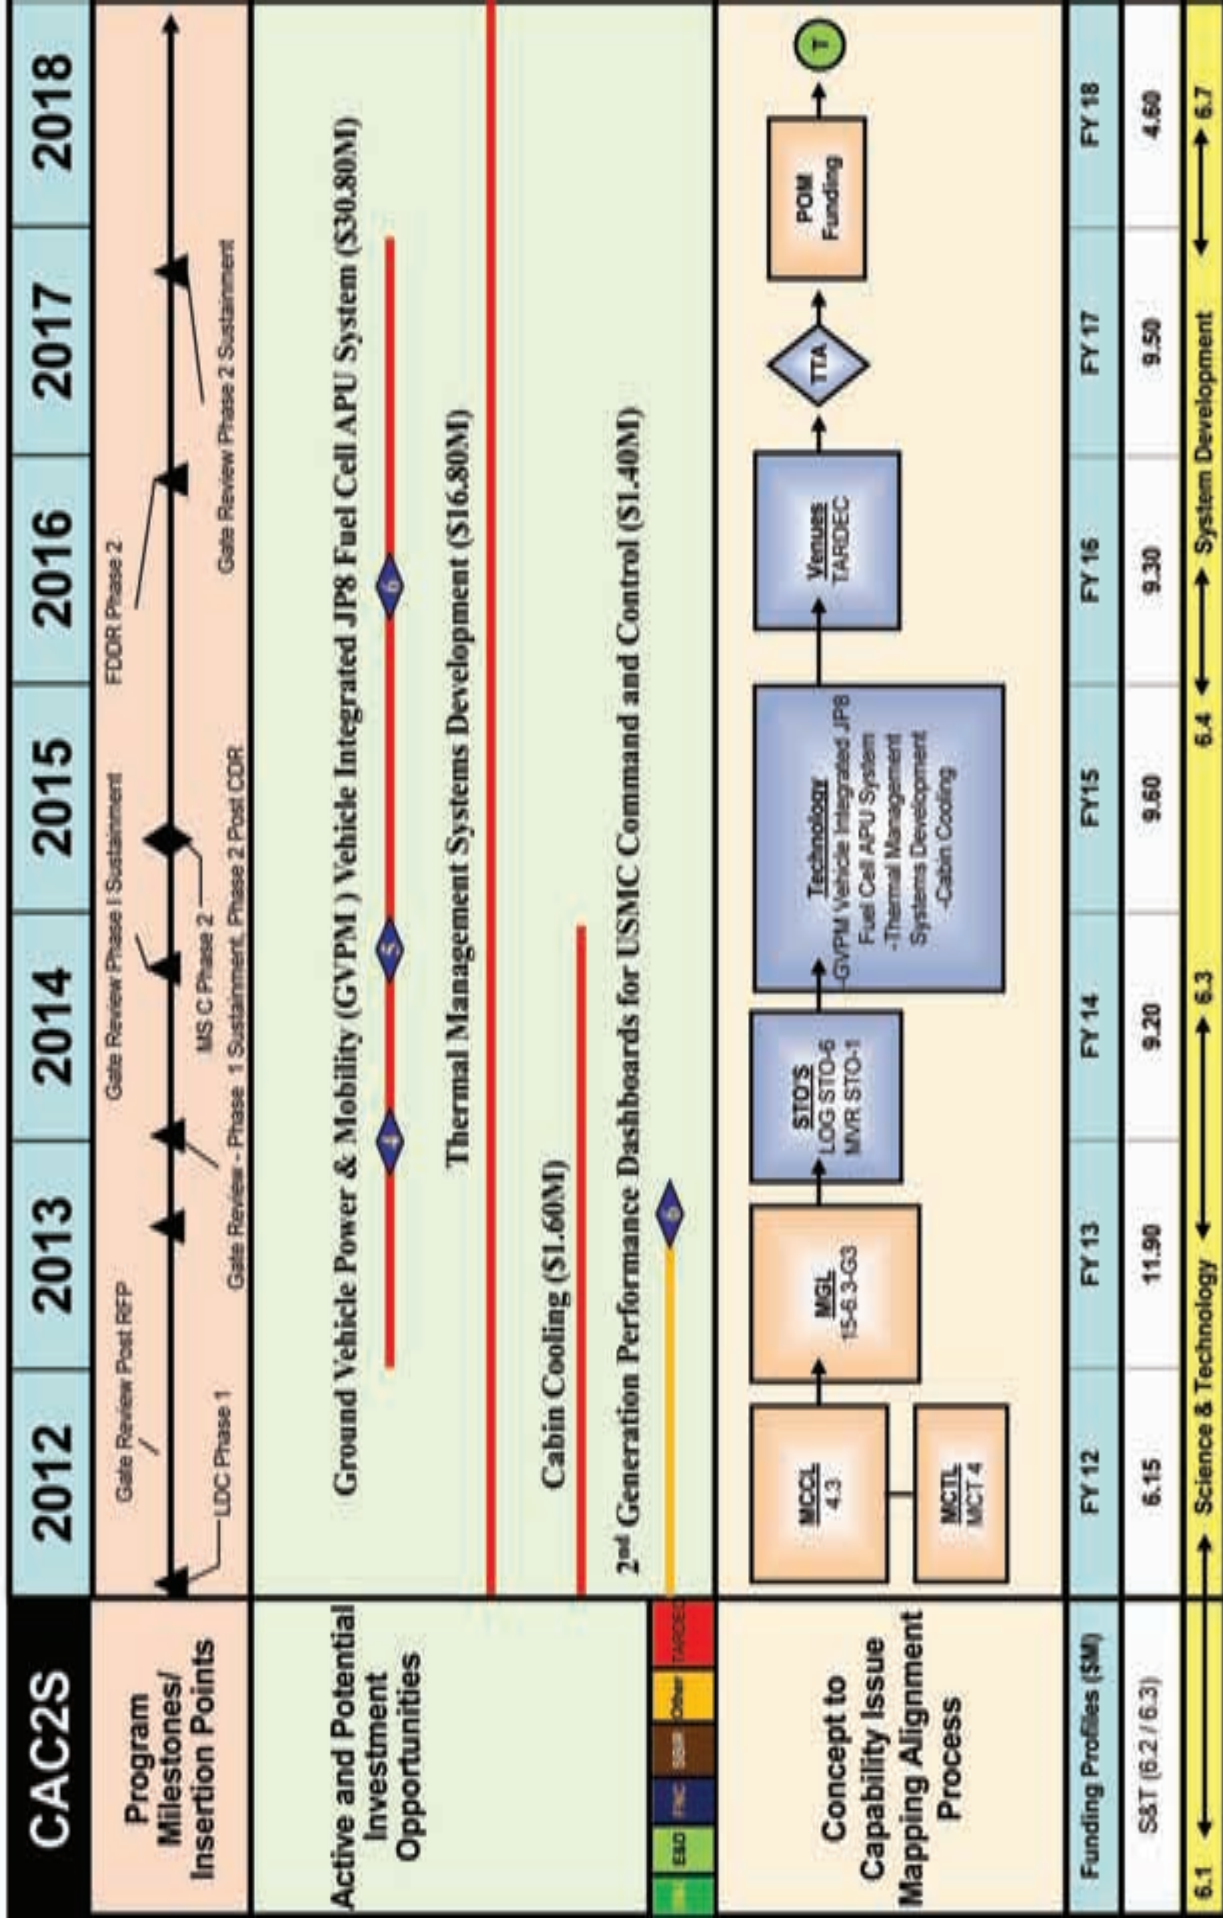 CAC2S
2012
2013
2014
2015
2016
2017
2018
Program
Milestones/
Insertion Points
Gate Review Post RFP
Gate Review Phase I Sustainment
FDDR Phase 2
LDC Phase 1
MS C Phase 2
Gate Review - Phase 1 Sustainment, Phase 2 Post CDR
Gate Review Phase 2 Sustainment
Active and Potential
Investment
Opportunities
Ground Vehicle Power & Mobility (GVPM ) Vehicle Integrated JP8 Fuel Cell APU System ($30.80M)
4
5
6
Thermal Management Systems Development ($16.80M)
Cabin Cooling ($1.60M)
2nd Generation Performance Dashboards for USMC Command and Control ($1.40M)
6
E&D
FNC
SBIR
Other
TARDEC
Concept to
Capability Issue
Mapping Alignment
Process
MCCL
4.3
MCTL
MCT 4
MGL
15-6.3-G3
STO'S
LOG STO-6
MVR STO-1
Technology
-GVPM Vehicle Integrated JP8
Fuel Cell APU System
-Thermal Management
Systems Development
-Cabin Cooling
Venues
TARDEC
TTA
POM
Funding
T
Funding Profiles ($M)
FY 12
FY 13
FY 14
FY15
FY 16
FY 17
FY 18
S&T (6.2 / 6.3)
6.15
11.90
9.20
9.60
9.30
9.50
4.60
6.1
Science & Technology
6.3
6.4
System Development
6.7